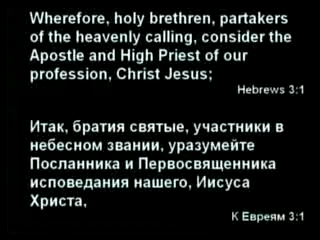 Wherefore, holy brethren, partakers
of the heavenly calling, consider the
Apostle and High Priest of our
profession, Christ Jesus;
Hebrews 3:1
Итак, братия святые, участники в
небесном звании, уразумейте
Посланника и Первосвященника
исповедания нашего, Иисуса
Христа,
К Евреям 3:1